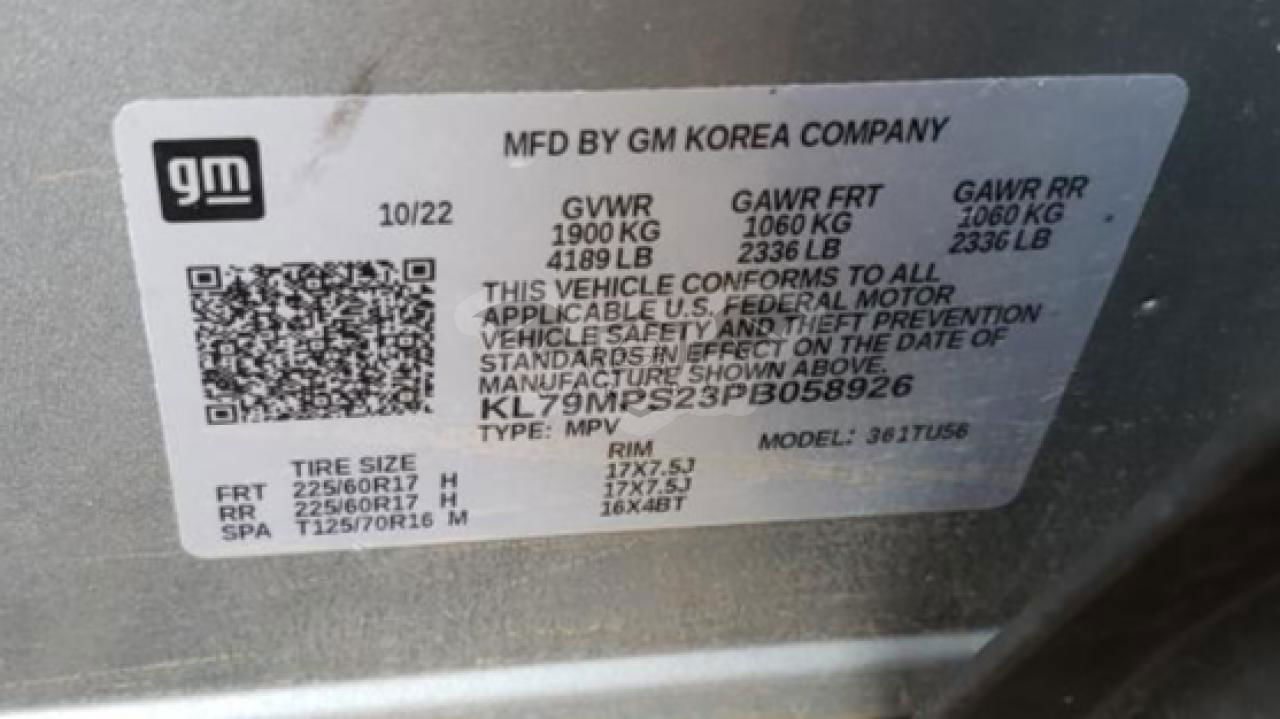 gm
MFD BY GM KOREA COMPANY
10/22
GVWR GAWR FRT GAWR RR
1900 KG 1060 KG 1060 KG
4189 LB 2336 LB 2336 LB
THIS VEHICLE CONFORMS TO ALL
APPLICABLE U.S. FEDERAL MOTOR
VEHICLE SAFETY AND THEFT PREVENTION
STANDARDS IN EFFECT ON THE DATE OF
MANUFACTURE SHOWN ABOVE.
KL79MPS23PB058926
TYPE: MPV MODEL: 361TU56
TIRE SIZE RIM
FRT 225/60R17 H 17X7.5J
RR 225/60R17 H 17X7.5J
SPA T125/70R16 M 16X4BT